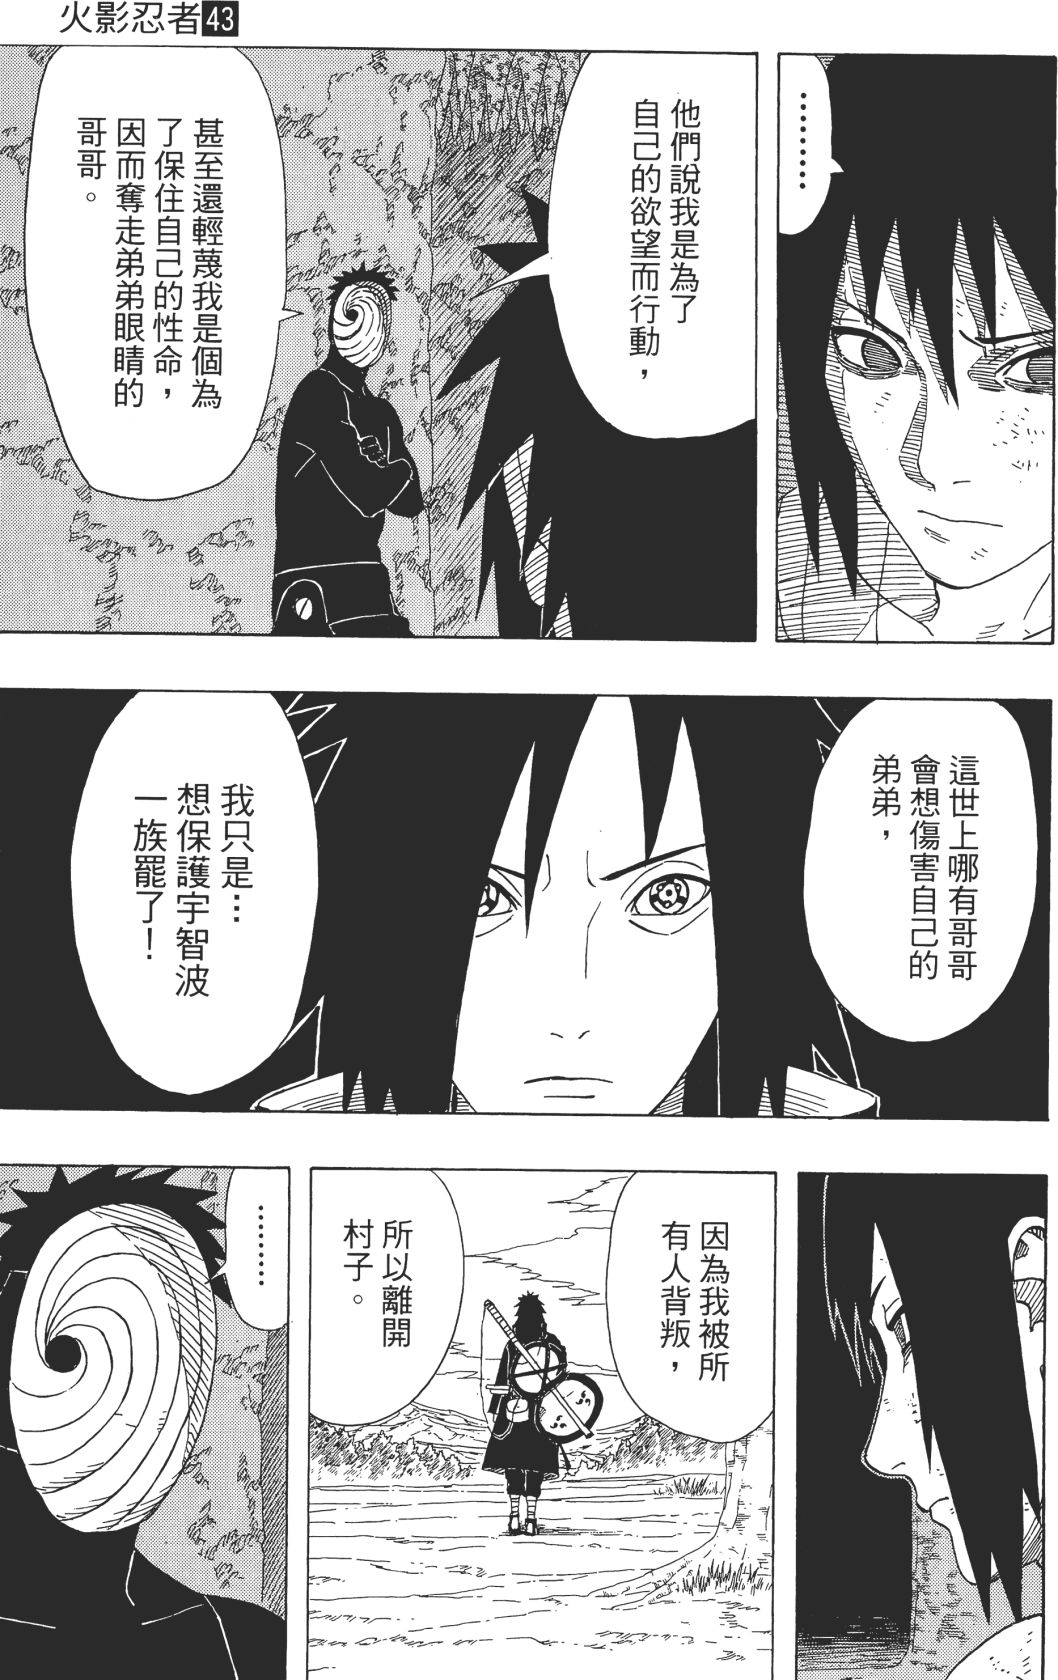 火影忍者43
………
他們說我是為了
自己的欲望而行動，
甚至還輕蔑我是個為
了保住自己的性命，
因而奪走弟弟眼睛的
哥哥。
這世上哪有哥哥
會想傷害自己的
弟弟，
我只是…
想保護宇智波
一族罷了！
因為我被所
有人背叛，
所以離開
村子。
………